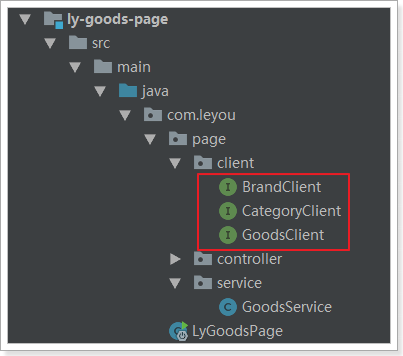 ly-goods-page
src
main
java
com.leyou
page
client
I BrandClient
I CategoryClient
I GoodsClient
controller
service
C GoodsService
LyGoodsPage